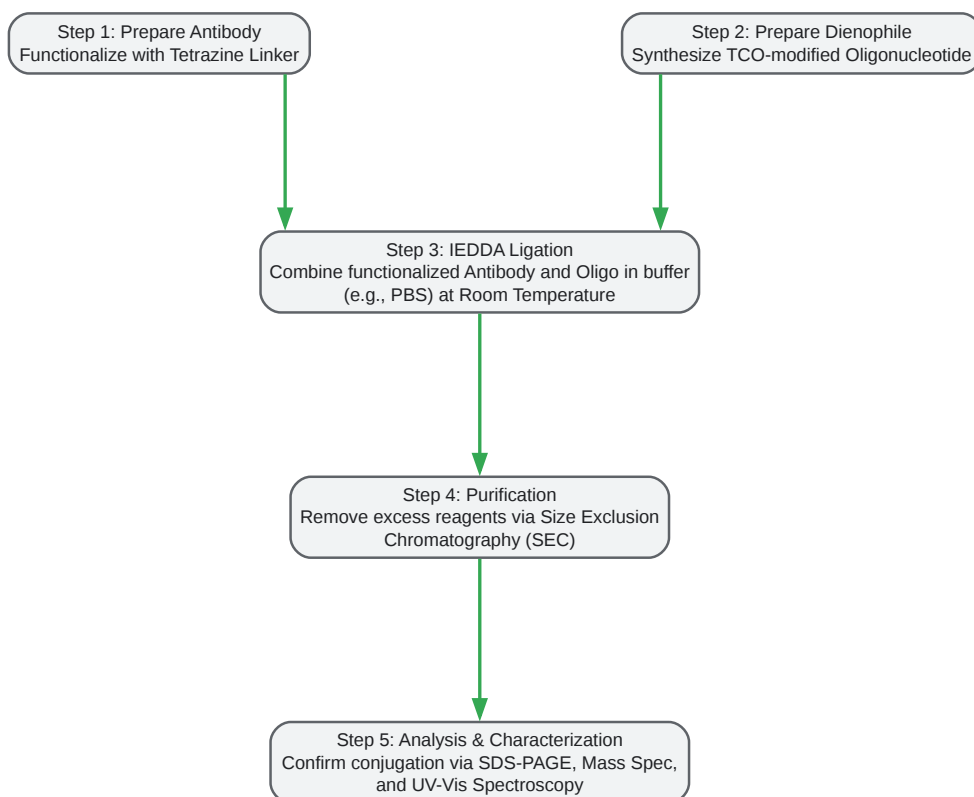 Step 1: Prepare Antibody
Functionalize with Tetrazine Linker
Step 2: Prepare Dienophile
Synthesize TCO-modified Oligonucleotide
Step 3: IEDDA Ligation
Combine functionalized Antibody and Oligo in buffer
(e.g., PBS) at Room Temperature
Step 4: Purification
Remove excess reagents via Size Exclusion
Chromatography (SEC)
Step 5: Analysis & Characterization
Confirm conjugation via SDS-PAGE, Mass Spec,
and UV-Vis Spectroscopy